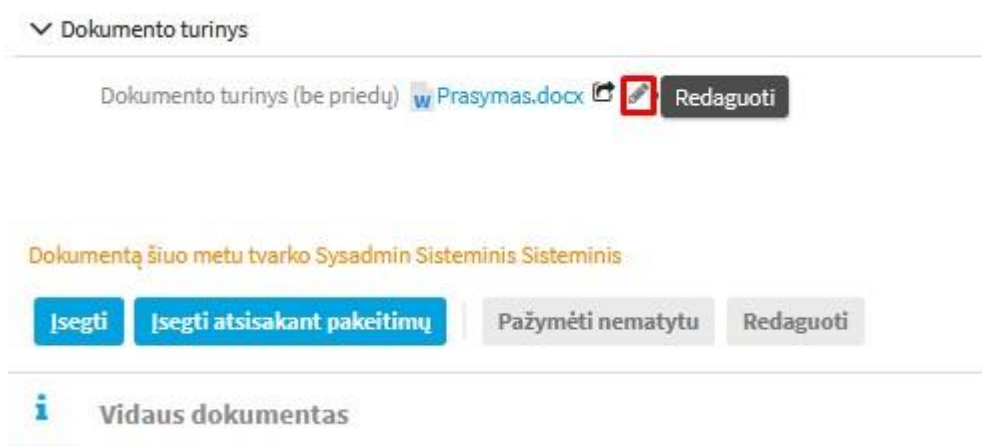 Dokumento turinys
Dokumento turinys (be priedų) W Prasymas.docx Redaguoti
Dokumentą šiuo metu tvarko Sysadmin Sisteminis Sisteminis
Įsegti Įsegti atsisakant pakeitimų Pažymėti nematytu Redaguoti
i Vidaus dokumentas